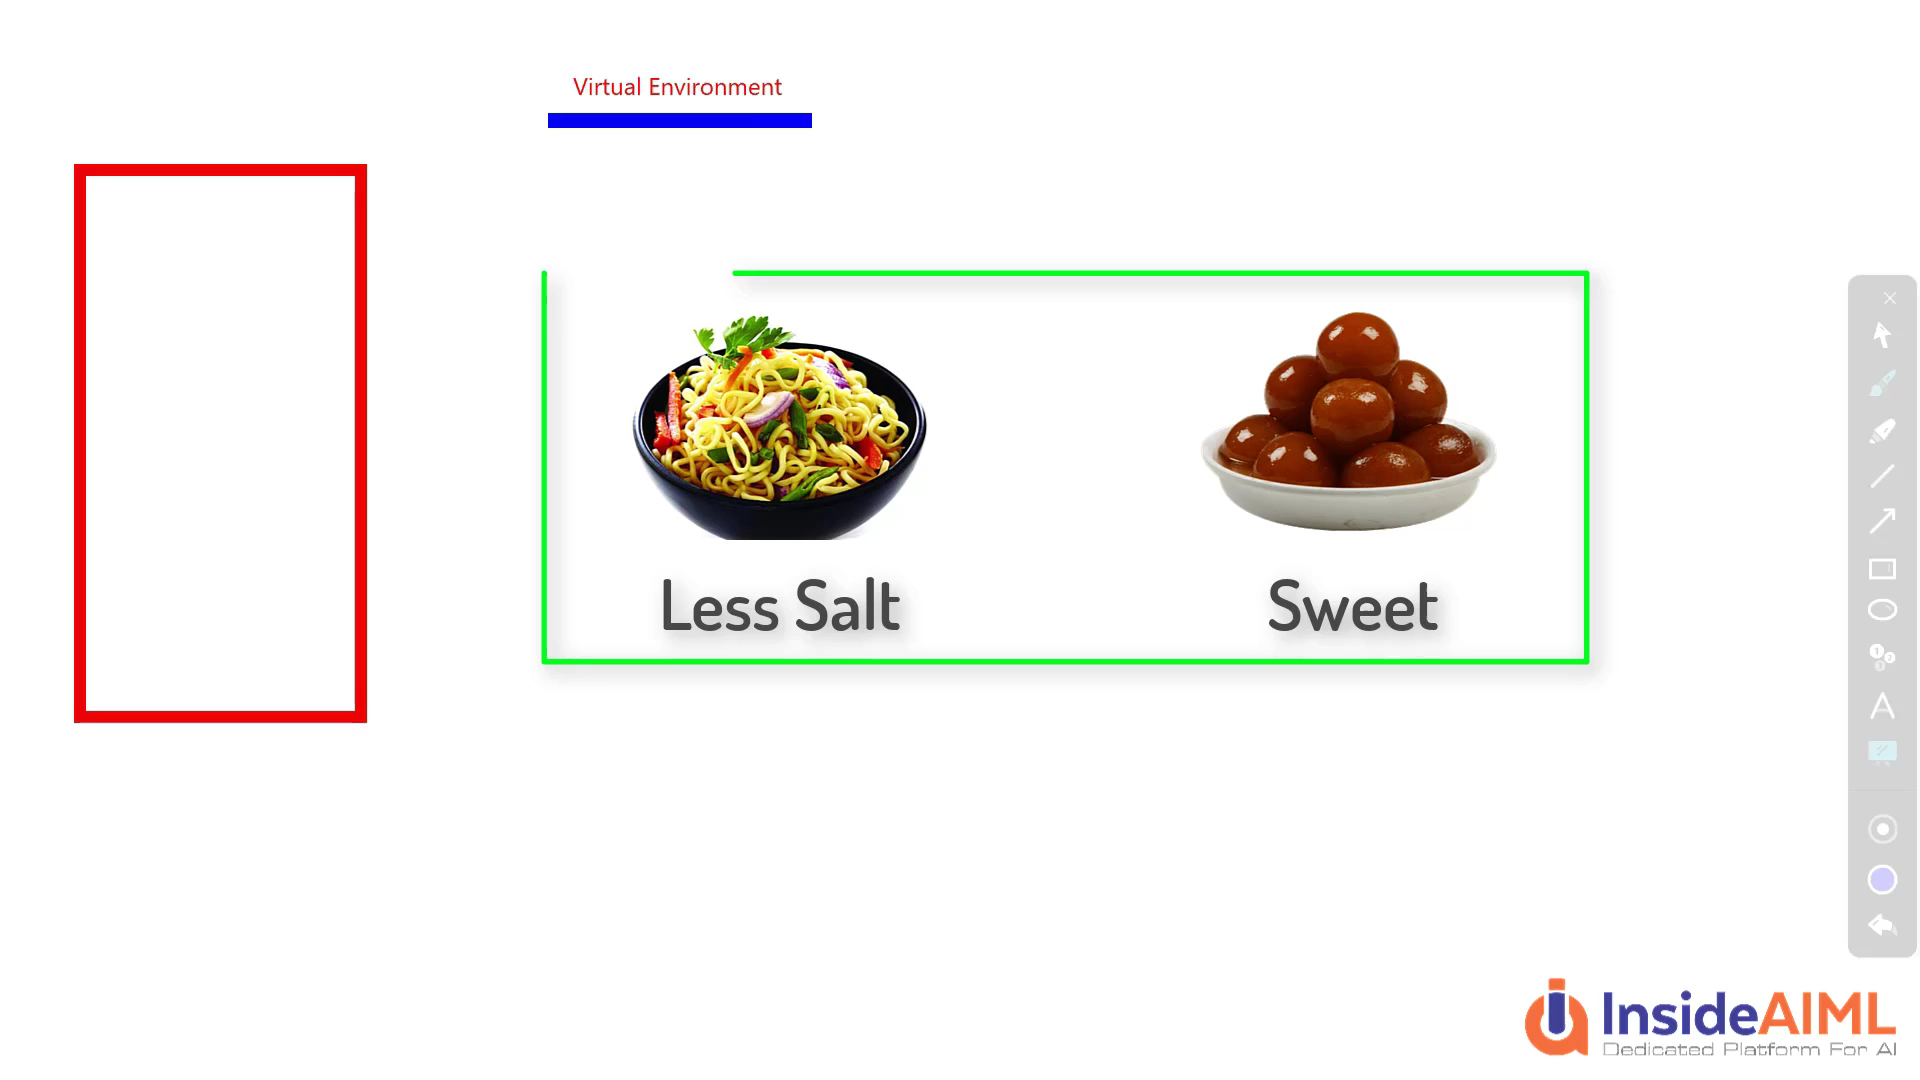 Virtual Environment
Less Salt
Sweet
InsideAIML
Dedicated Platform For AI